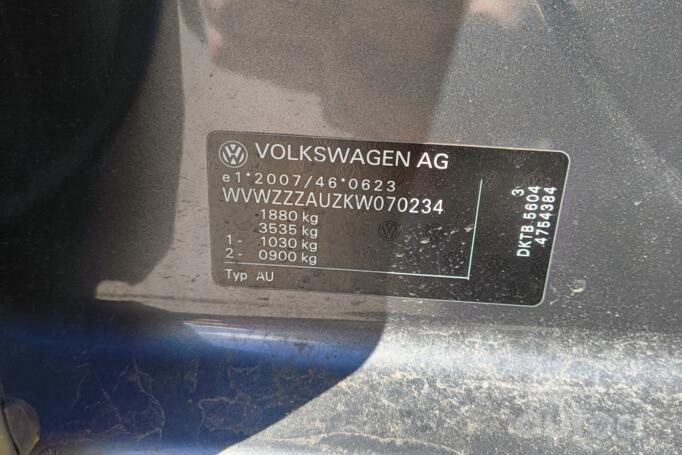 VOLKSWAGEN AG
e1*2007/46*0623
WVWZZZAUZKW070234
1880 kg
3535 kg
1- 1030 kg
2- 0900 kg
Typ AU
3
DKTB 5604
4754384